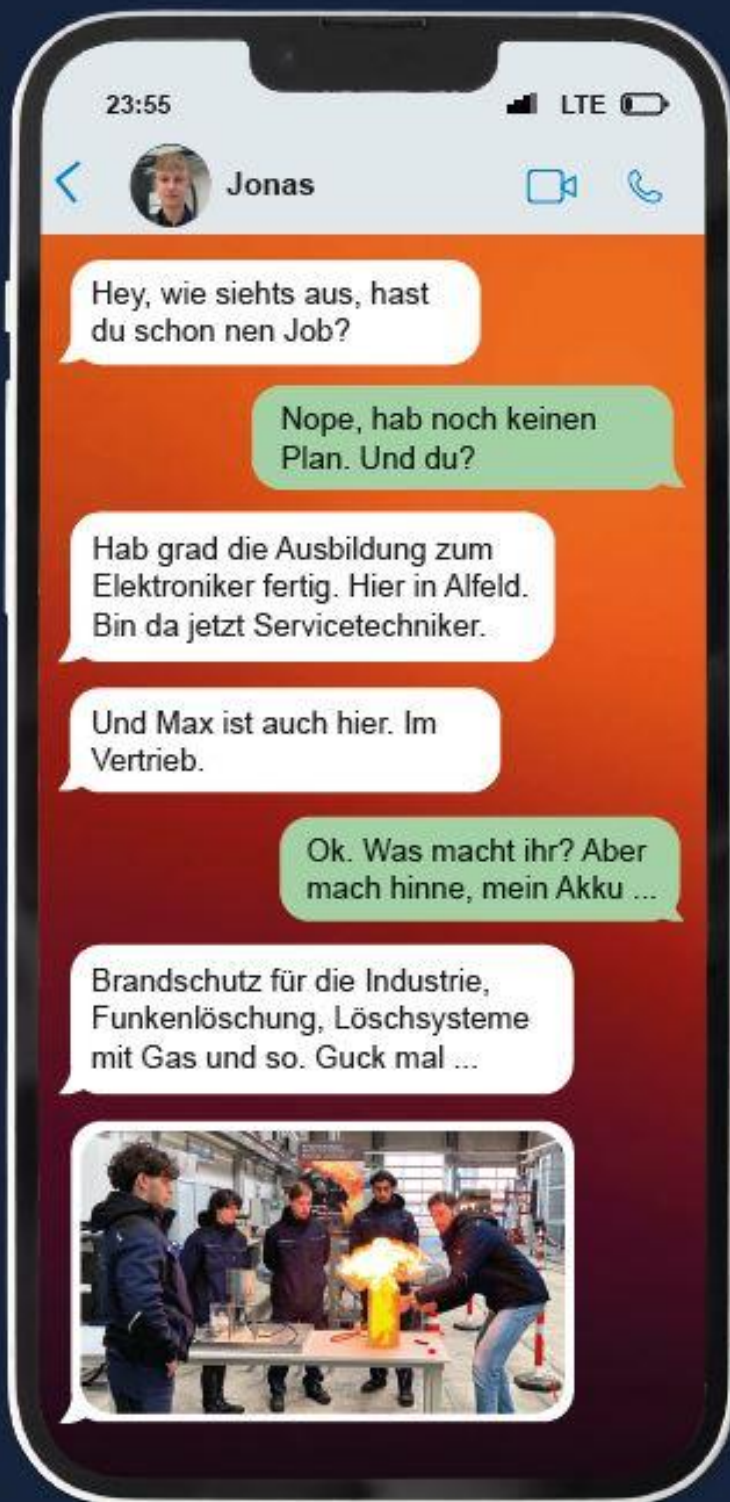 23:55
LTE
Jonas
Hey, wie siehts aus, hast
du schon nen Job?
Nope, hab noch keinen
Plan. Und du?
Hab grad die Ausbildung zum
Elektroniker fertig. Hier in Alfeld.
Bin da jetzt Servicetechniker.
Und Max ist auch hier. Im
Vertrieb.
Ok. Was macht ihr? Aber
mach hinne, mein Akku ...
Brandschutz für die Industrie,
Funkenlöschung, Löschsysteme
mit Gas und so. Guck mal ...